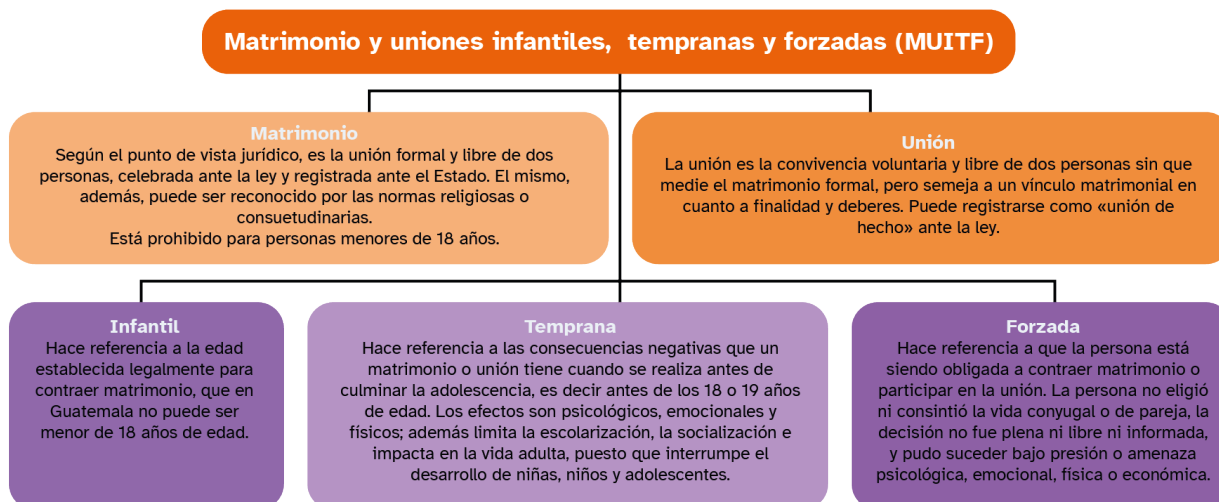 Matrimonio y uniones infantiles, tempranas y forzadas (MUITF)
Matrimonio
Según el punto de vista jurídico, es la unión formal y libre de dos
personas, celebrada ante la ley y registrada ante el Estado. El mismo,
además, puede ser reconocido por las normas religiosas o
consuetudinarias.
Está prohibido para personas menores de 18 años.
Unión
La unión es la convivencia voluntaria y libre de dos personas sin que
medie el matrimonio formal, pero semeja a un vínculo matrimonial en
cuanto a finalidad y deberes. Puede registrarse como «unión de
hecho» ante la ley.
Infantil
Hace referencia a la edad
establecida legalmente para
contraer matrimonio, que en
Guatemala no puede ser
menor de 18 años de edad.
Temprana
Hace referencia a las consecuencias negativas que un
matrimonio o unión tiene cuando se realiza antes de
culminar la adolescencia, es decir antes de los 18 o 19 años
de edad. Los efectos son psicológicos, emocionales y
físicos; además limita la escolarización, la socialización e
impacta en la vida adulta, puesto que interrumpe el
desarrollo de niñas, niños y adolescentes.
Forzada
Hace referencia a que la persona está
siendo obligada a contraer matrimonio o
participar en la unión. La persona no eligió
ni consintió la vida conyugal o de pareja, la
decisión no fue plena ni libre ni informada,
y pudo suceder bajo presión o amenaza
psicológica, emocional, física o económica.